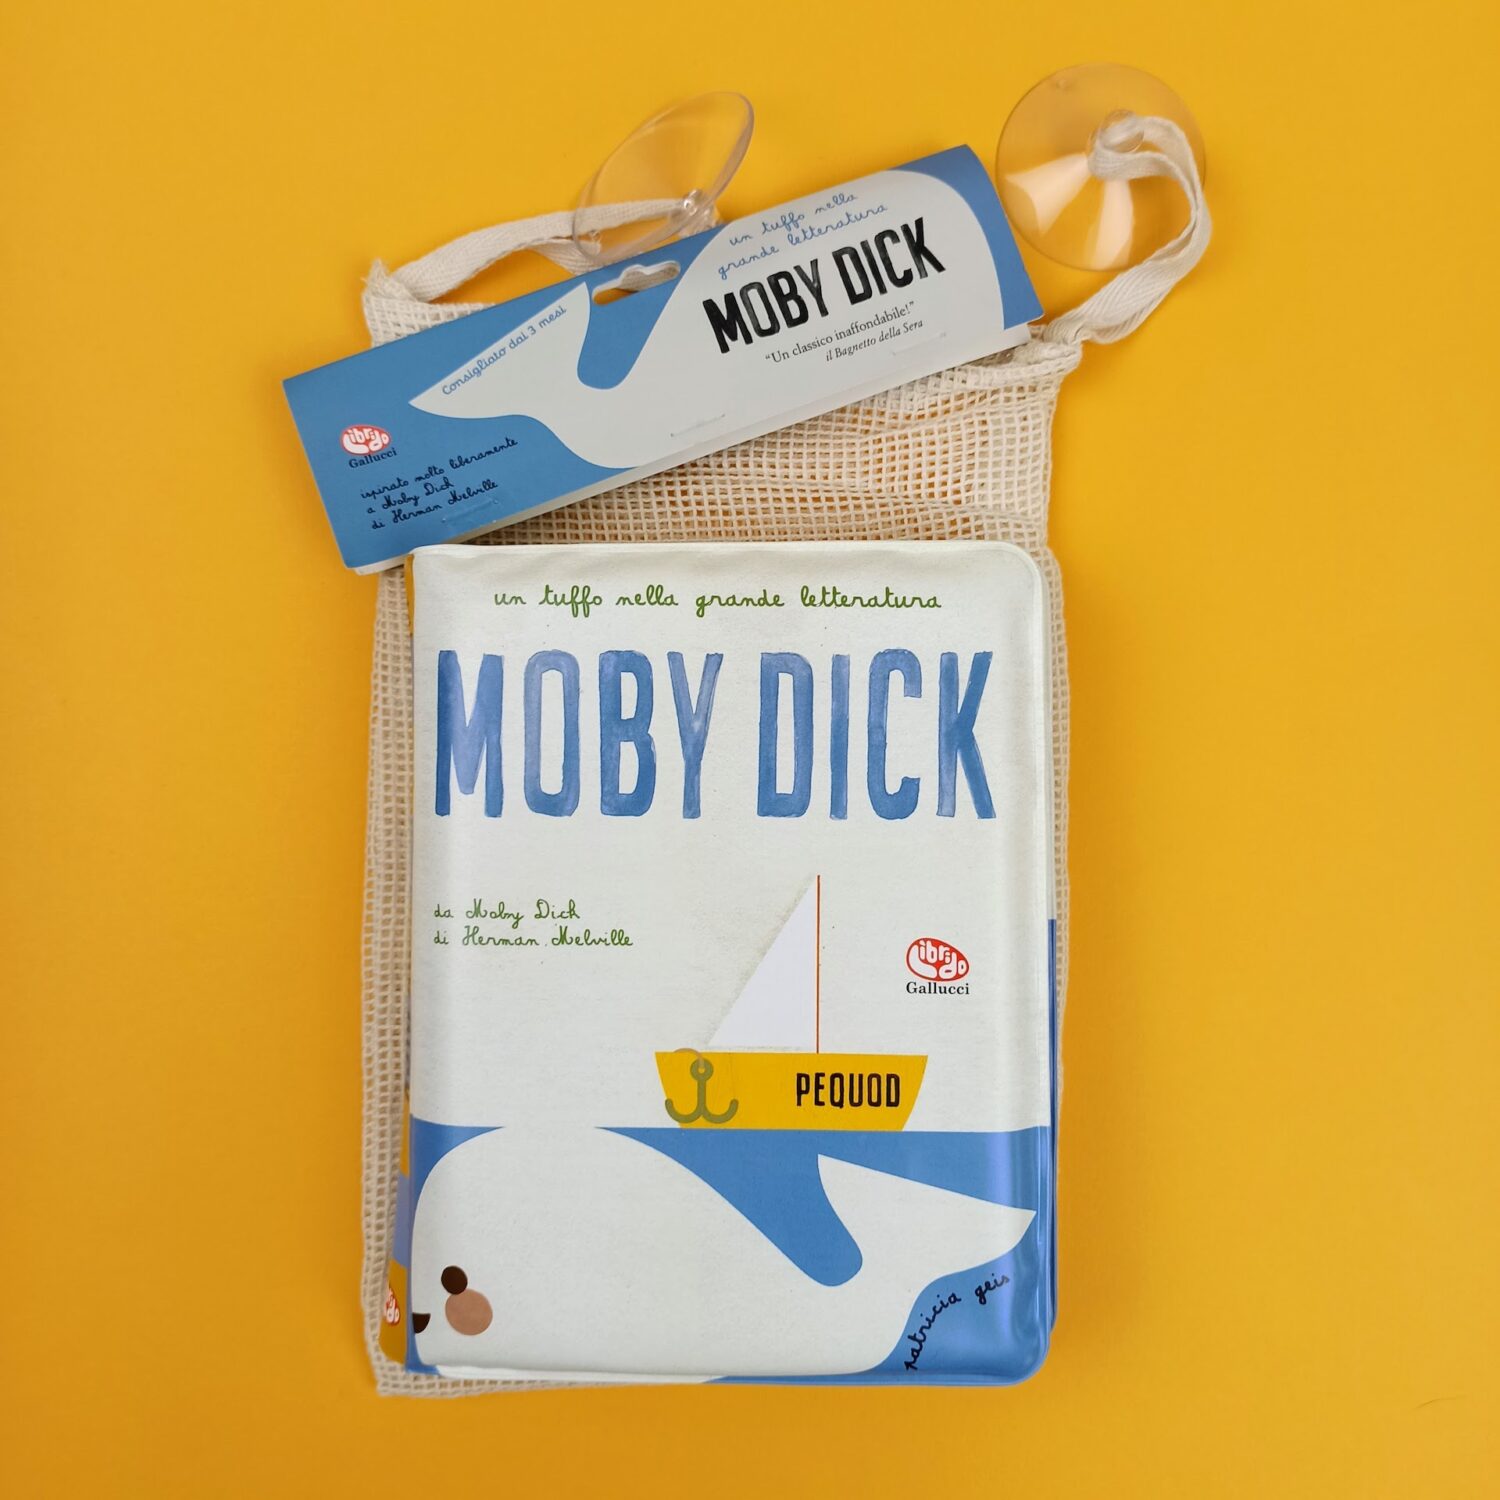 un tuffo nella
grande letteratura
MOBY DICK
"Un classico inaffondabile!"
il Bagnetto della Sera
Consigliato dai 3 mesi
Librido
Gallucci
ispirato molto liberamente
a Moby Dick
di Herman Melville
un tuffo nella grande letteratura
MOBY DICK
da Moby Dick
di Herman Melville
Librido
Gallucci
PEQUOD
patricia geis